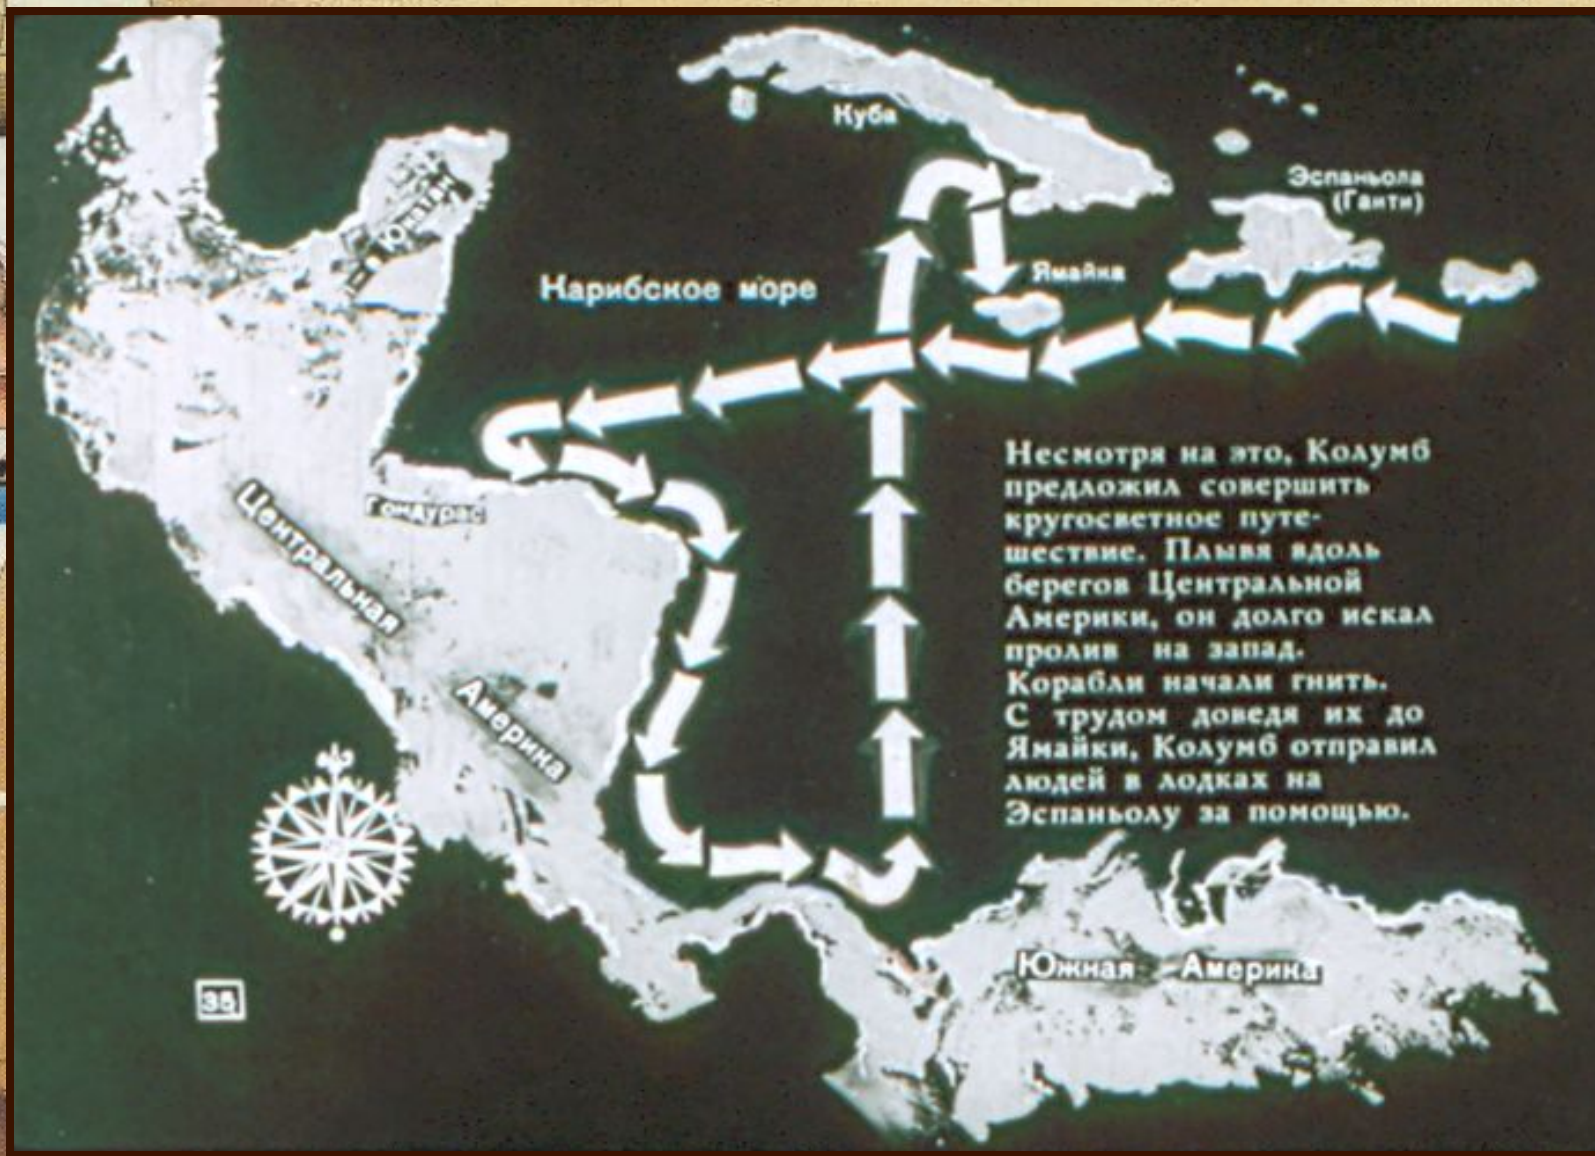 Куба
Эспаньола
(Гаити)
п-в Юкатан
Ямайка
Карибское море
Несмотря на это, Колумб
предложил совершить
кругосветное путе-
шествие. Плывя вдоль
берегов Центральной
Америки, он долго искал
пролив на запад.
Корабли начали гнить.
С трудом доведя их до
Ямайки, Колумб отправил
людей в лодках на
Эспаньолу за помощью.
Гондурас
Центральная
Америка
Южная Америка
35